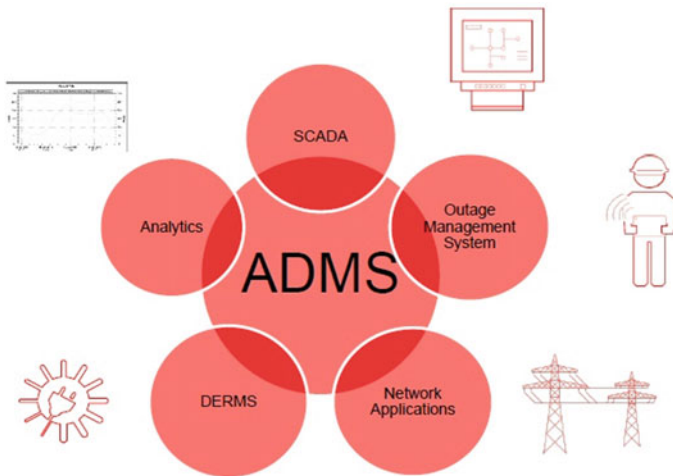 SCADA
Analytics
Outage
Management
System
ADMS
DERMS
Network
Applications